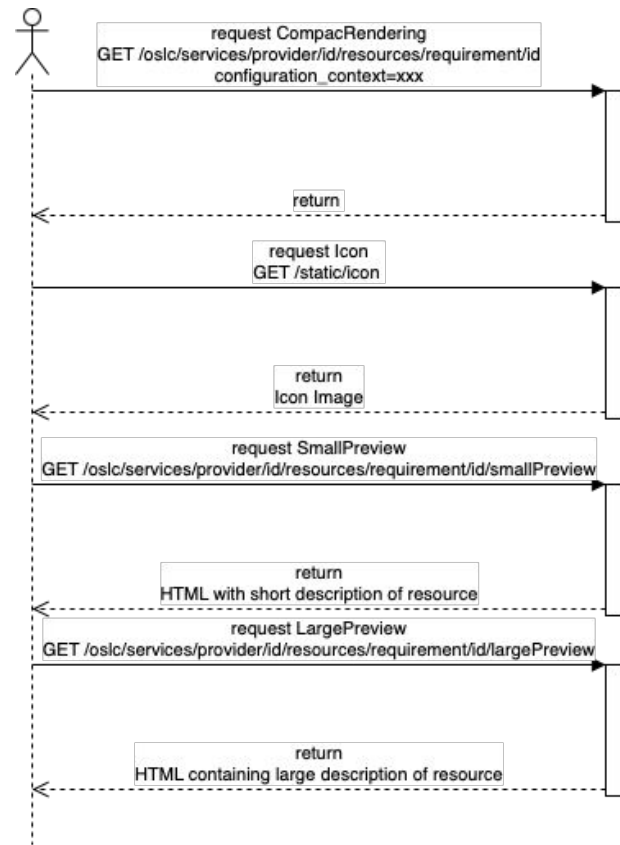 request CompacRendering
GET /oslc/services/provider/id/resources/requirement/id
configuration_context=xxx
return
request Icon
GET /static/icon
return
Icon Image
request SmallPreview
GET /oslc/services/provider/id/resources/requirement/id/smallPreview
return
HTML with short description of resource
request LargePreview
GET /oslc/services/provider/id/resources/requirement/id/largePreview
return
HTML containing large description of resource